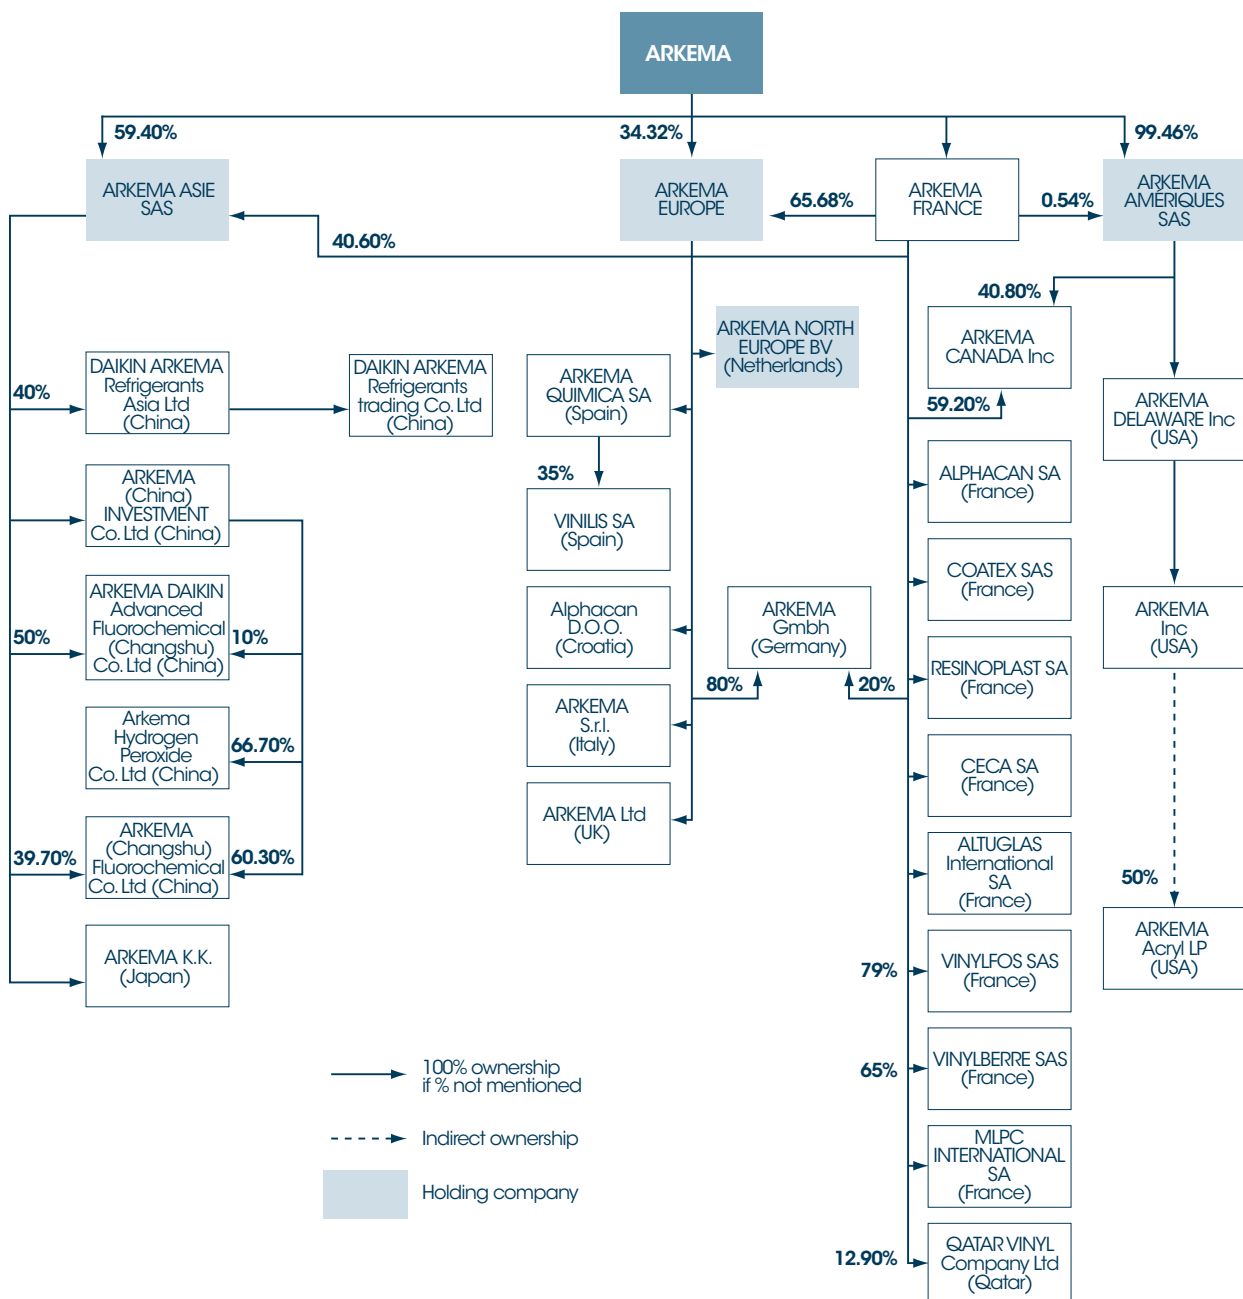 ARKEMA
59.40%
34.32%
99.46%
ARKEMA ASIE
SAS
ARKEMA
EUROPE
65.68%
ARKEMA
FRANCE
0.54%
ARKEMA
AMÉRIQUES
SAS
40.60%
40.80%
ARKEMA
CANADA Inc
59.20%
ARKEMA NORTH
EUROPE BV
(Netherlands)
DAIKIN ARKEMA
Refrigerants
Asia Ltd
(China)
40%
DAIKIN ARKEMA
Refrigerants
trading Co. Ltd
(China)
ARKEMA
QUIMICA SA
(Spain)
35%
VINILIS SA
(Spain)
ARKEMA
DELAWARE Inc
(USA)
ARKEMA
(China)
INVESTMENT
Co. Ltd (China)
ALPHACAN SA
(France)
COATEX SAS
(France)
ARKEMA DAIKIN
Advanced
Fluorochemical
(Changshu)
Co. Ltd (China)
50%
10%
Alphacan
D.O.O.
(Croatia)
ARKEMA
Gmbh
(Germany)
80%
20%
ARKEMA
Inc
(USA)
RESINOPLAST SA
(France)
Arkema
Hydrogen
Peroxide
Co. Ltd (China)
66.70%
ARKEMA
S.r.l.
(Italy)
CECA SA
(France)
ARKEMA
(Changshu)
Fluorochemical
Co. Ltd (China)
39.70%
60.30%
ARKEMA Ltd
(UK)
ALTUGLAS
International
SA
(France)
50%
ARKEMA
Acryl LP
(USA)
ARKEMA K.K.
(Japan)
79%
VINYLFOS SAS
(France)
65%
VINYLBERRE SAS
(France)
MLPC
INTERNATIONAL
SA
(France)
12.90%
QATAR VINYL
Company Ltd
(Qatar)
100% ownership
if % not mentioned
Indirect ownership
Holding company